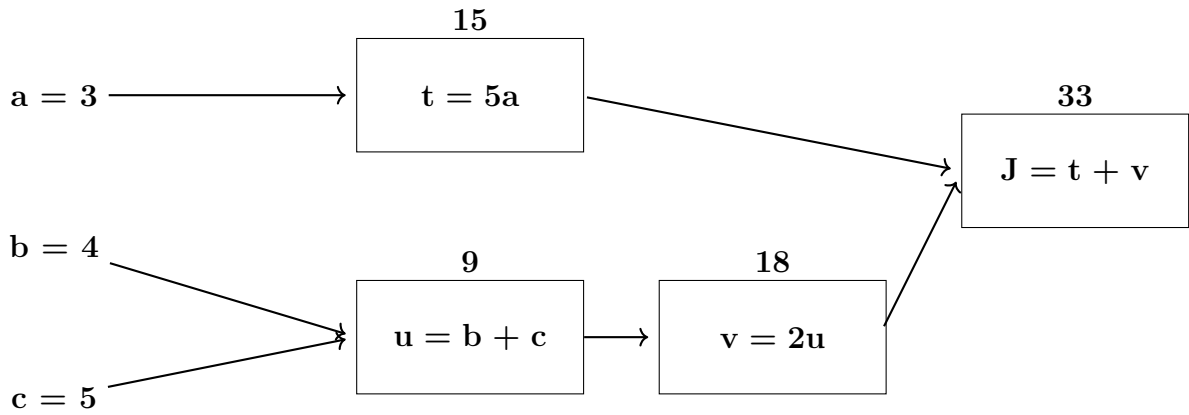 15
a = 3
t = 5a
33
J = t + v
b = 4
9
18
u = b + c
v = 2u
c = 5